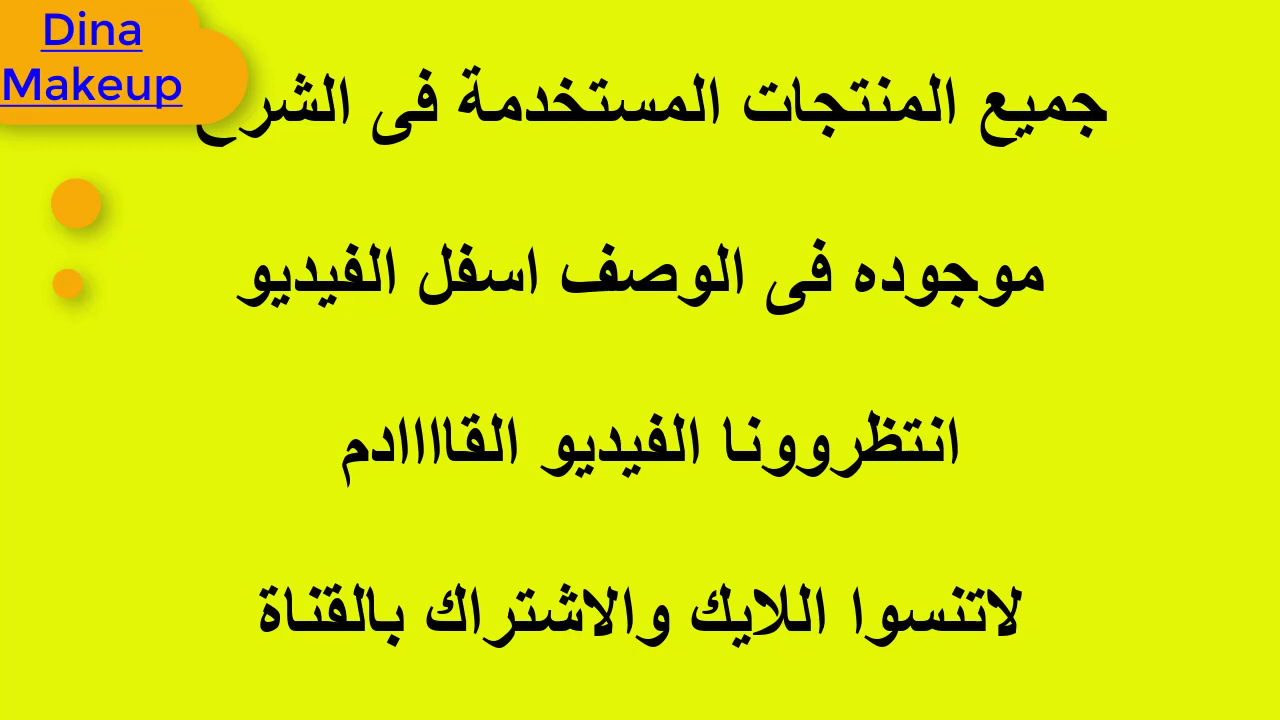 Dina
Makeup
جميع المنتجات المستخدمة فى الشرح
موجوده فى الوصف اسفل الفيديو
انتظروونا الفيديو القاااادم
لاتنسوا اللايك والاشتراك بالقناة